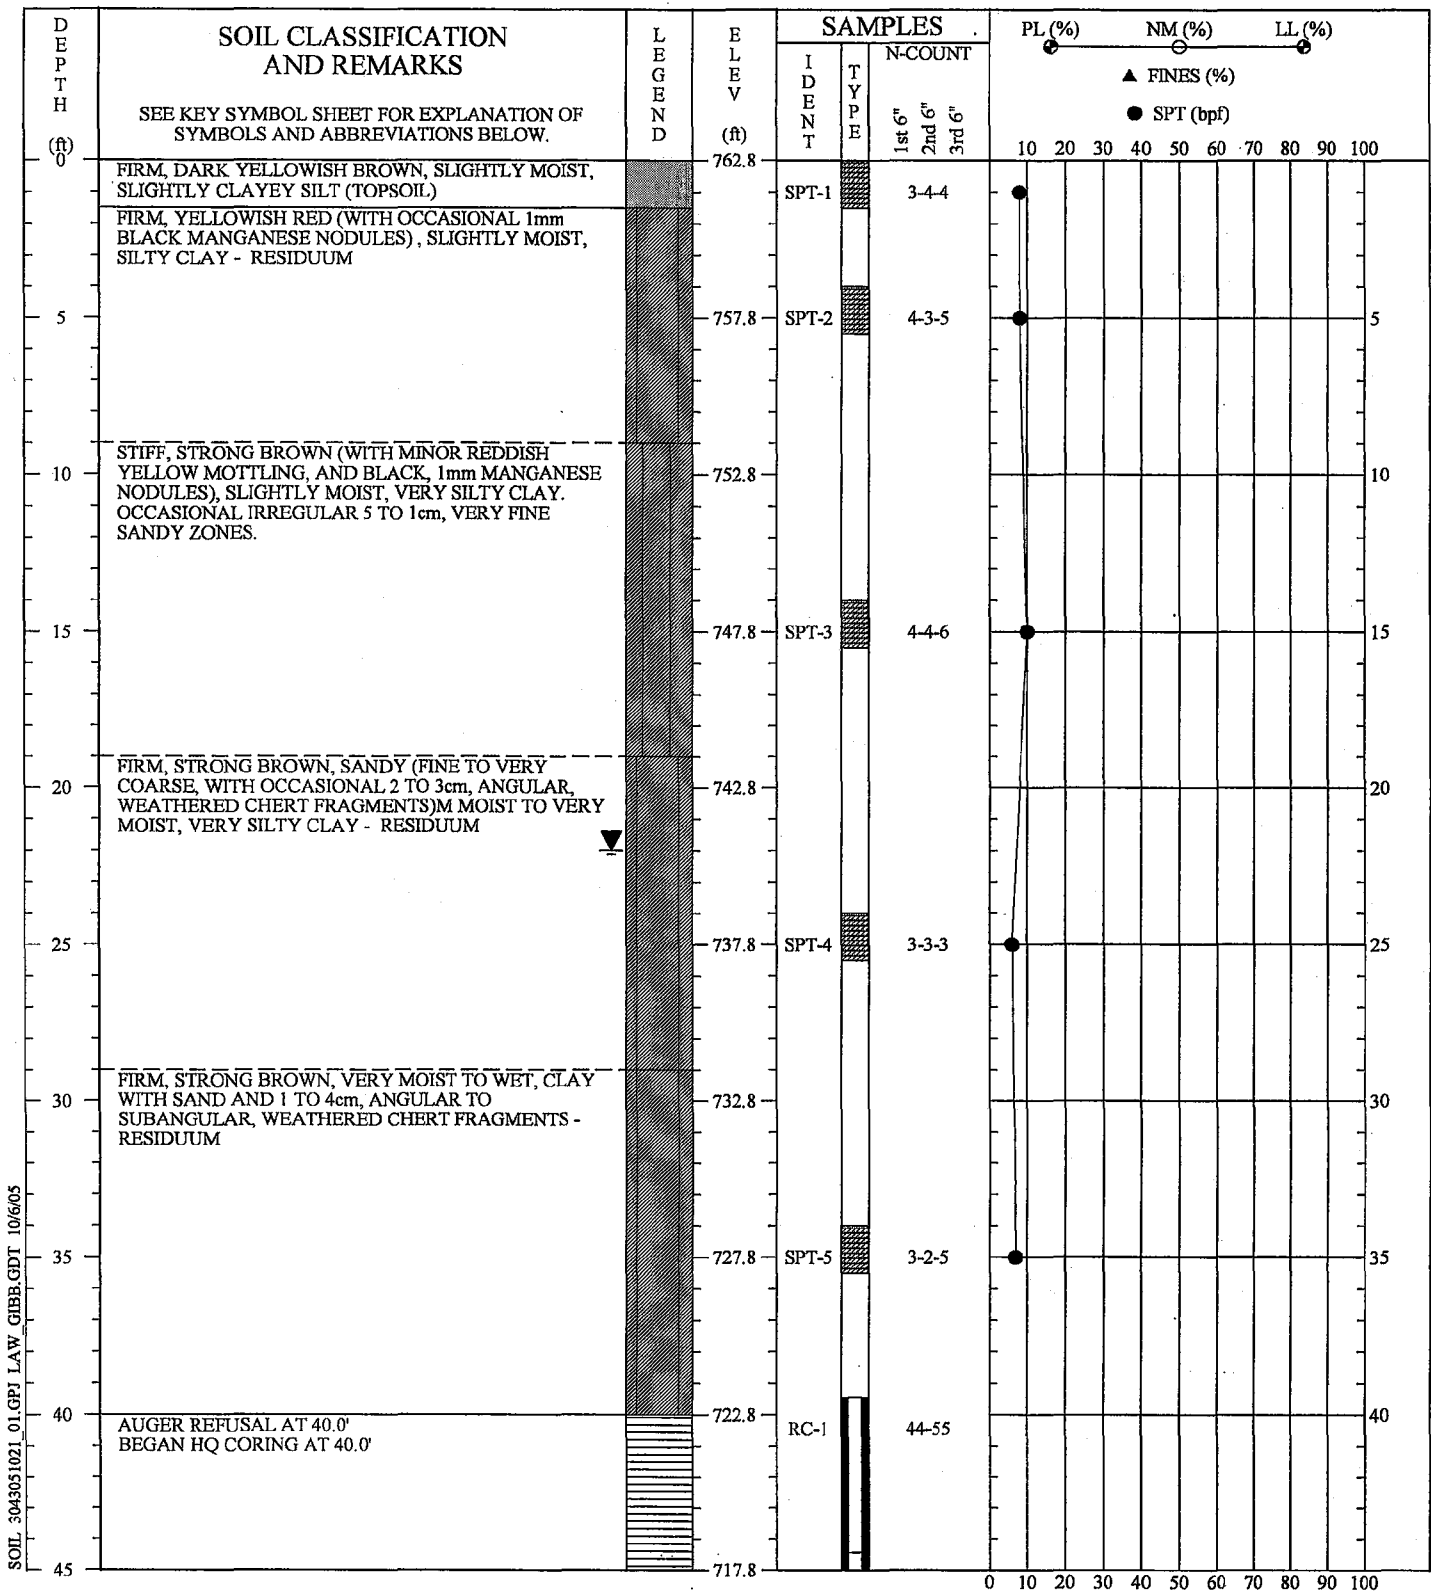 DEPTH
(ft)
SOIL CLASSIFICATION
AND REMARKS
SEE KEY SYMBOL SHEET FOR EXPLANATION OF
SYMBOLS AND ABBREVIATIONS BELOW.
LEGEND
ELEV
(ft)
SAMPLES
IDENT
TYPE
N-COUNT
1st 6"
2nd 6"
3rd 6"
PL (%) NM (%) LL (%)
▲ FINES (%)
● SPT (bpf)
10 20 30 40 50 60 70 80 90 100
0
FIRM, DARK YELLOWISH BROWN, SLIGHTLY MOIST,
SLIGHTLY CLAYEY SILT (TOPSOIL)
762.8
SPT-1 3-4-4
FIRM, YELLOWISH RED (WITH OCCASIONAL 1mm
BLACK MANGANESE NODULES) , SLIGHTLY MOIST,
SILTY CLAY - RESIDUUM
5 757.8 SPT-2 4-3-5 5
STIFF, STRONG BROWN (WITH MINOR REDDISH
YELLOW MOTTLING, AND BLACK, 1mm MANGANESE
NODULES), SLIGHTLY MOIST, VERY SILTY CLAY.
OCCASIONAL IRREGULAR 5 TO 1cm, VERY FINE
SANDY ZONES.
10 752.8 10
15 747.8 SPT-3 4-4-6 15
FIRM, STRONG BROWN, SANDY (FINE TO VERY
COARSE, WITH OCCASIONAL 2 TO 3cm, ANGULAR,
WEATHERED CHERT FRAGMENTS)M MOIST TO VERY
MOIST, VERY SILTY CLAY - RESIDUUM
20 742.8 20
25 737.8 SPT-4 3-3-3 25
FIRM, STRONG BROWN, VERY MOIST TO WET, CLAY
WITH SAND AND 1 TO 4cm, ANGULAR TO
SUBANGULAR, WEATHERED CHERT FRAGMENTS -
RESIDUUM
30 732.8 30
35 727.8 SPT-5 3-2-5 35
40 722.8 40
AUGER REFUSAL AT 40.0'
BEGAN HQ CORING AT 40.0'
RC-1 44-55
45 717.8
0 10 20 30 40 50 60 70 80 90 100
SOIL 3043051021_01.GPJ LAW_GIBB.GDT 10/6/05